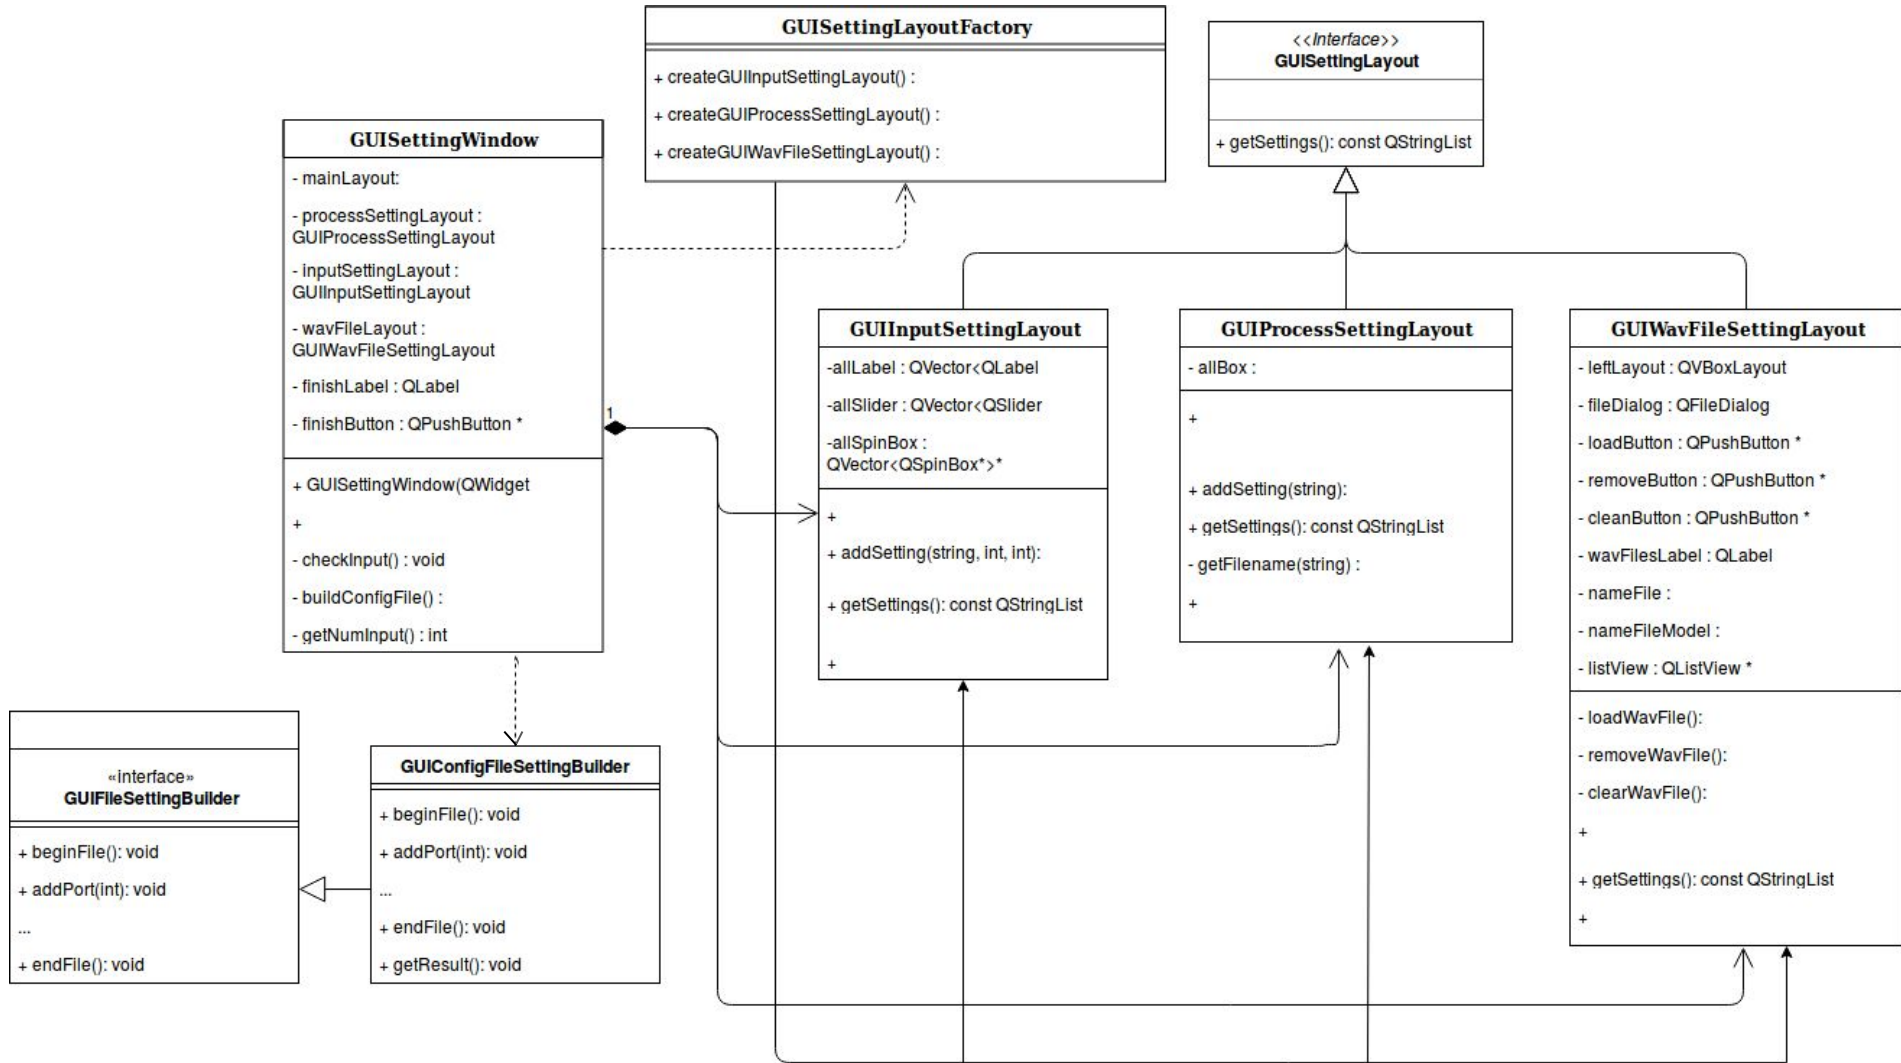 GUISettingLayoutFactory
+ createGUIInputSettingLayout() :
+ createGUIProcessSettingLayout() :
+ createGUIWavFileSettingLayout() :
<<Interface>>
GUISettingLayout
+ getSettings(): const QStringList
GUISettingWindow
- mainLayout:
- processSettingLayout :
GUIProcessSettingLayout
- inputSettingLayout :
GUIInputSettingLayout
- wavFileLayout :
GUIWavFileSettingLayout
- finishLabel : QLabel
- finishButton : QPushButton *
+ GUISettingWindow(QWidget
+
- checkInput() : void
- buildConfigFile() :
- getNumInput() : int
1
GUIInputSettingLayout
-allLabel : QVector<QLabel
-allSlider : QVector<QSlider
-allSpinBox :
QVector<QSpinBox*>*
+
+ addSetting(string, int, int):
+ getSettings(): const QStringList
+
GUIProcessSettingLayout
- allBox :
+
+ addSetting(string):
+ getSettings(): const QStringList
- getFilename(string) :
+
GUIWavFileSettingLayout
- leftLayout : QVBoxLayout
- fileDialog : QFileDialog
- loadButton : QPushButton *
- removeButton : QPushButton *
- cleanButton : QPushButton *
- wavFilesLabel : QLabel
- nameFile :
- nameFileModel :
- listView : QListView *
- loadWavFile():
- removeWavFile():
- clearWavFile():
+
+ getSettings(): const QStringList
+
«interface»
GUIFileSettingBuilder
+ beginFile(): void
+ addPort(int): void
...
+ endFile(): void
GUIConfigFileSettingBuilder
+ beginFile(): void
+ addPort(int): void
...
+ endFile(): void
+ getResult(): void